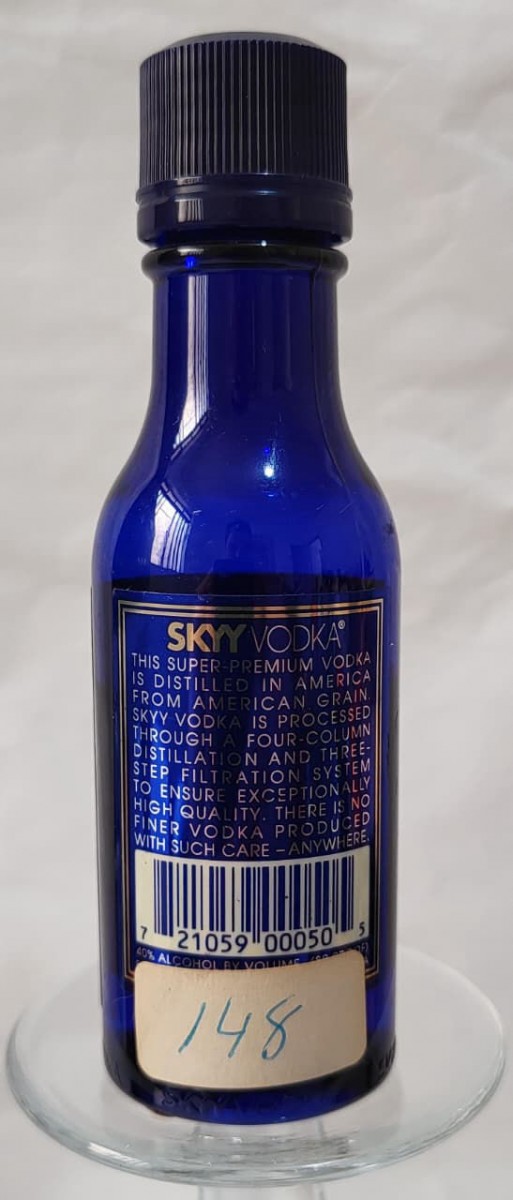 SKYY VODKA®
THIS SUPER-PREMIUM VODKA
IS DISTILLED IN AMERICA
FROM AMERICAN GRAIN.
SKYY VODKA IS PROCESSED
THROUGH A FOUR-COLUMN
DISTILLATION AND THREE-
STEP FILTRATION SYSTEM
TO ENSURE EXCEPTIONALLY
HIGH QUALITY. THERE IS NO
FINER VODKA PRODUCED
WITH SUCH CARE – ANYWHERE.
7 21059 00050 5
40% ALCOHOL BY VOLUME
148